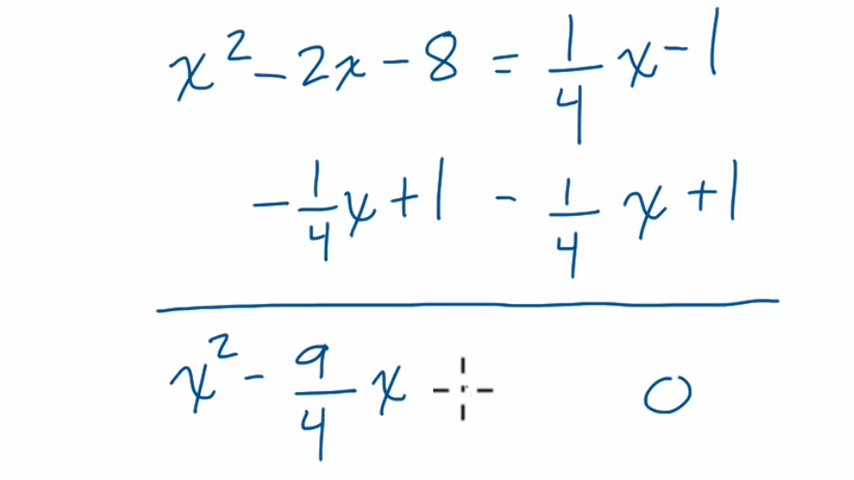 x² - 2x - 8 = 1/4 x - 1
- 1/4 x + 1 - 1/4 x + 1
x² - 9/4 x 0